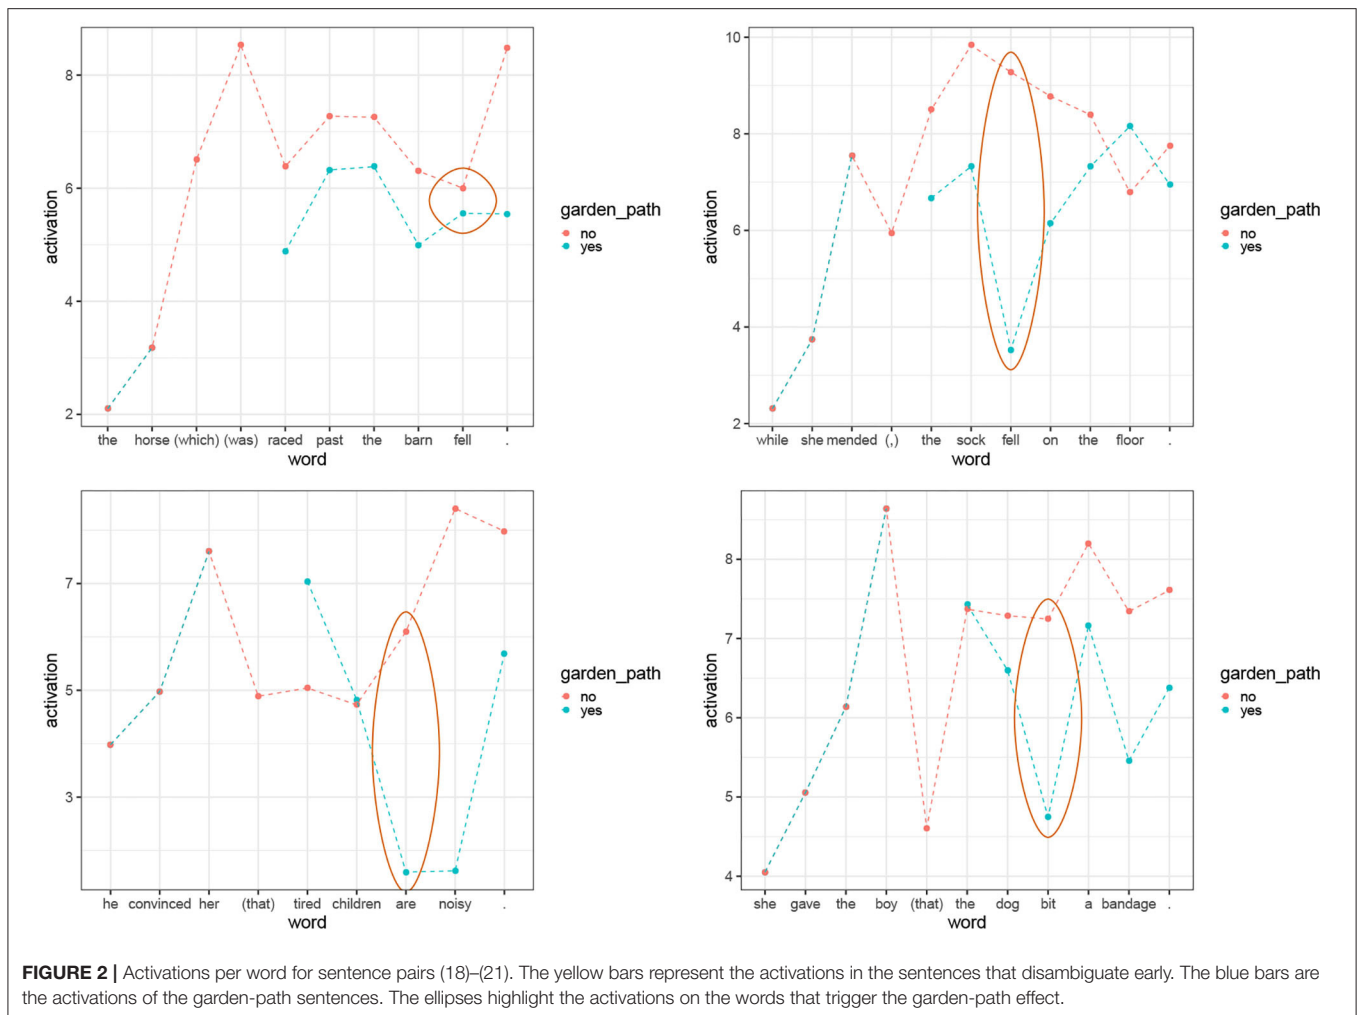 8
6
4
2
activation
the horse (which) (was) raced past the barn fell .
word
garden_path
no
yes
10
8
6
4
2
activation
while she mended (,) the sock fell on the floor .
word
garden_path
no
yes
7
5
3
activation
he convinced her (that) tired children are noisy .
word
garden_path
no
yes
8
7
6
5
4
activation
she gave the boy (that) the dog bit a bandage .
word
garden_path
no
yes
FIGURE 2 | Activations per word for sentence pairs (18)–(21). The yellow bars represent the activations in the sentences that disambiguate early. The blue bars are
the activations of the garden-path sentences. The ellipses highlight the activations on the words that trigger the garden-path effect.